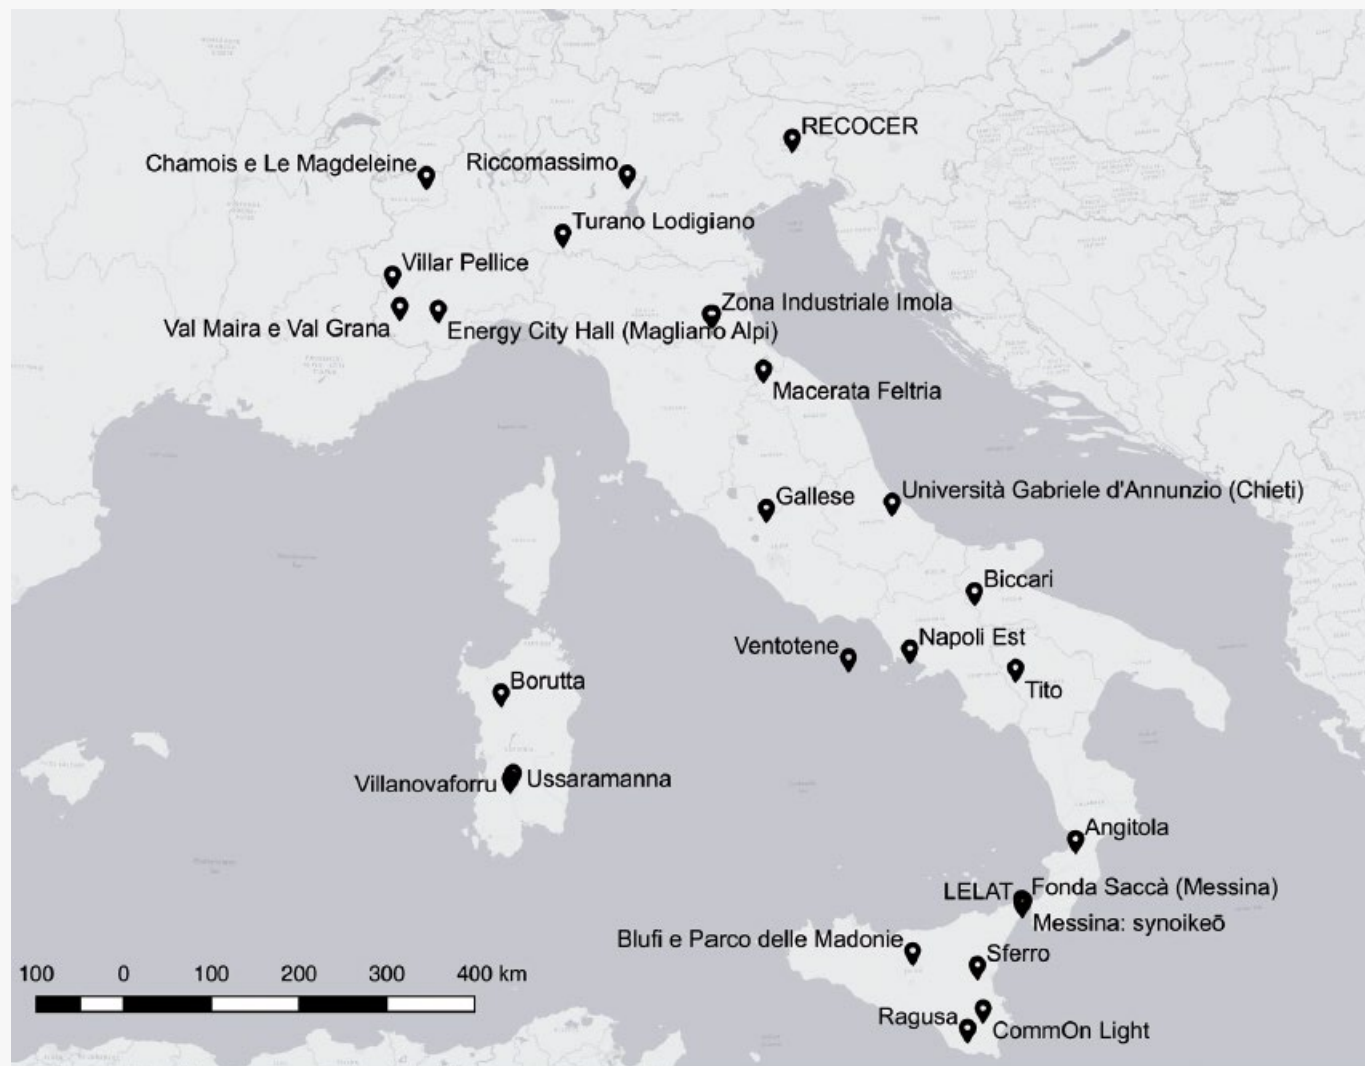 RECOCER
Chamois e Le Magdeleine
Riccomassimo
Turano Lodigiano
Villar Pellice
Zona Industriale Imola
Val Maira e Val Grana
Energy City Hall (Magliano Alpi)
Macerata Feltria
Gallese
Università Gabriele d'Annunzio (Chieti)
Biccari
Napoli Est
Ventotene
Tito
Borutta
Villanovaforru
Ussaramanna
Angitola
LELAT
Fonda Saccà (Messina)
Messina: synoikeō
Blufi e Parco delle Madonie
Sferro
100 0 100 200 300 400 km
Ragusa
CommOn Light